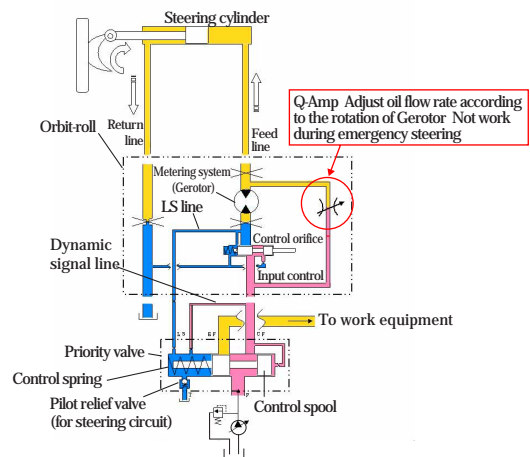 Steering cylinder
Q-Amp Adjust oil flow rate according
to the rotation of Gerotor Not work
during emergency steering
Orbit-roll
Return
line
Feed
line
Metering system
(Gerotor)
LS line
Control orifice
Dynamic
signal line
Input control
LS
EF
CF
To work equipment
Priority valve
Control spring
Pilot relief valve
(for steering circuit)
T
P
Control spool